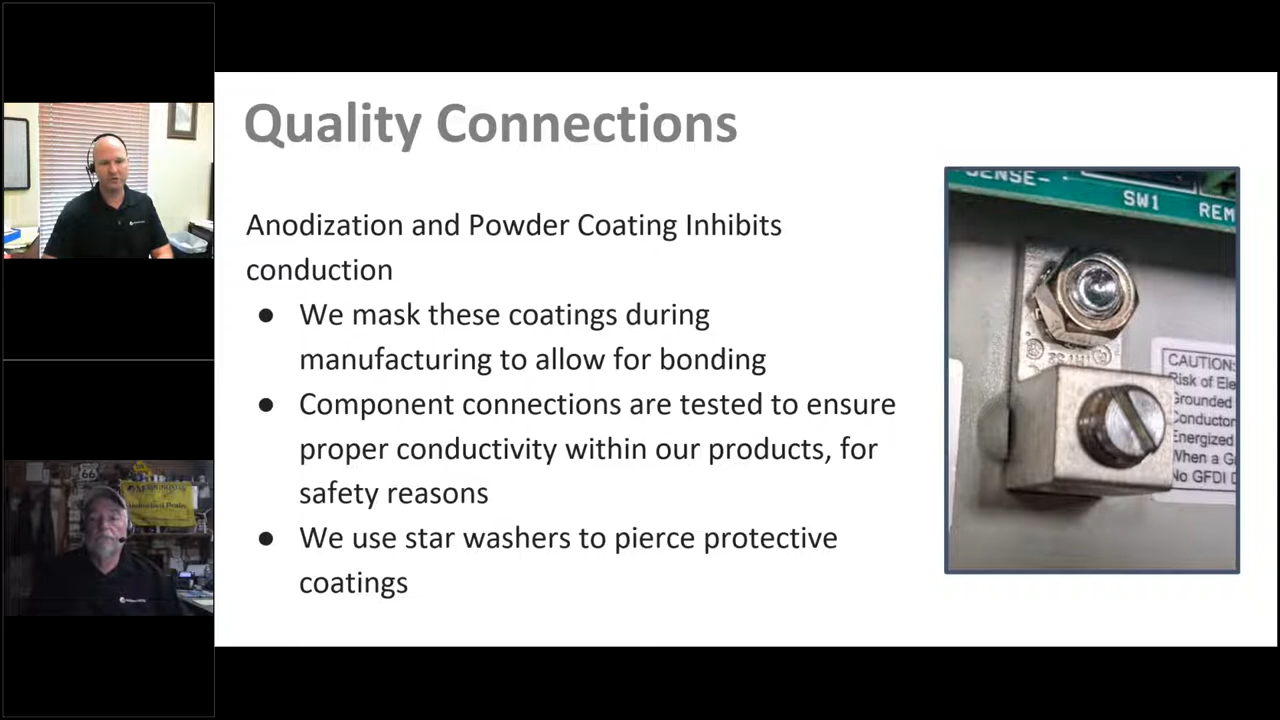 Quality Connections
Anodization and Powder Coating Inhibits
conduction
● We mask these coatings during
manufacturing to allow for bonding
● Component connections are tested to ensure
proper conductivity within our products, for
safety reasons
● We use star washers to pierce protective
coatings
SENSE-
SW1
REM
CAUTION:
Risk of Ele
Grounded
Conductor
Energized
When a G
No GFDI D
66